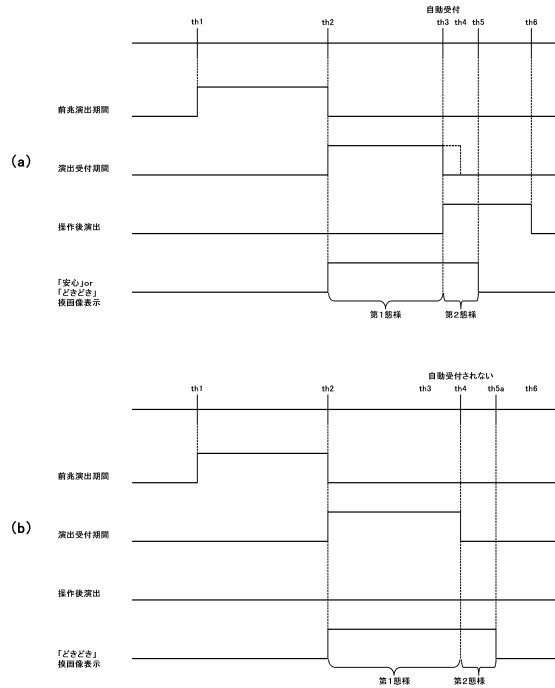 自動受付
th1 th2 th3 th4 th5 th6
前兆演出期間
(a)
演出受付期間
操作後演出
「安心」or
「どきどき」
換画像表示
第1態様 第2態様
自動受付されない
th1 th2 th3 th4 th5a th6
前兆演出期間
(b)
演出受付期間
操作後演出
「どきどき」
換画像表示
第1態様 第2態様